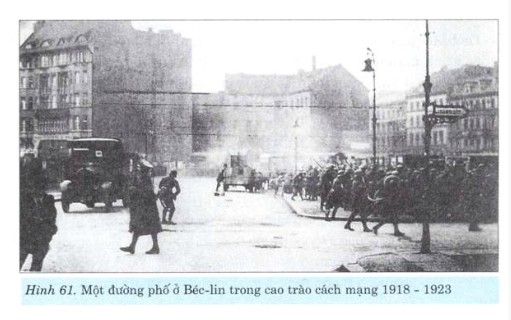 Hình 61. Một đường phố ở Béc-lin trong cao trào cách mạng 1918 - 1923